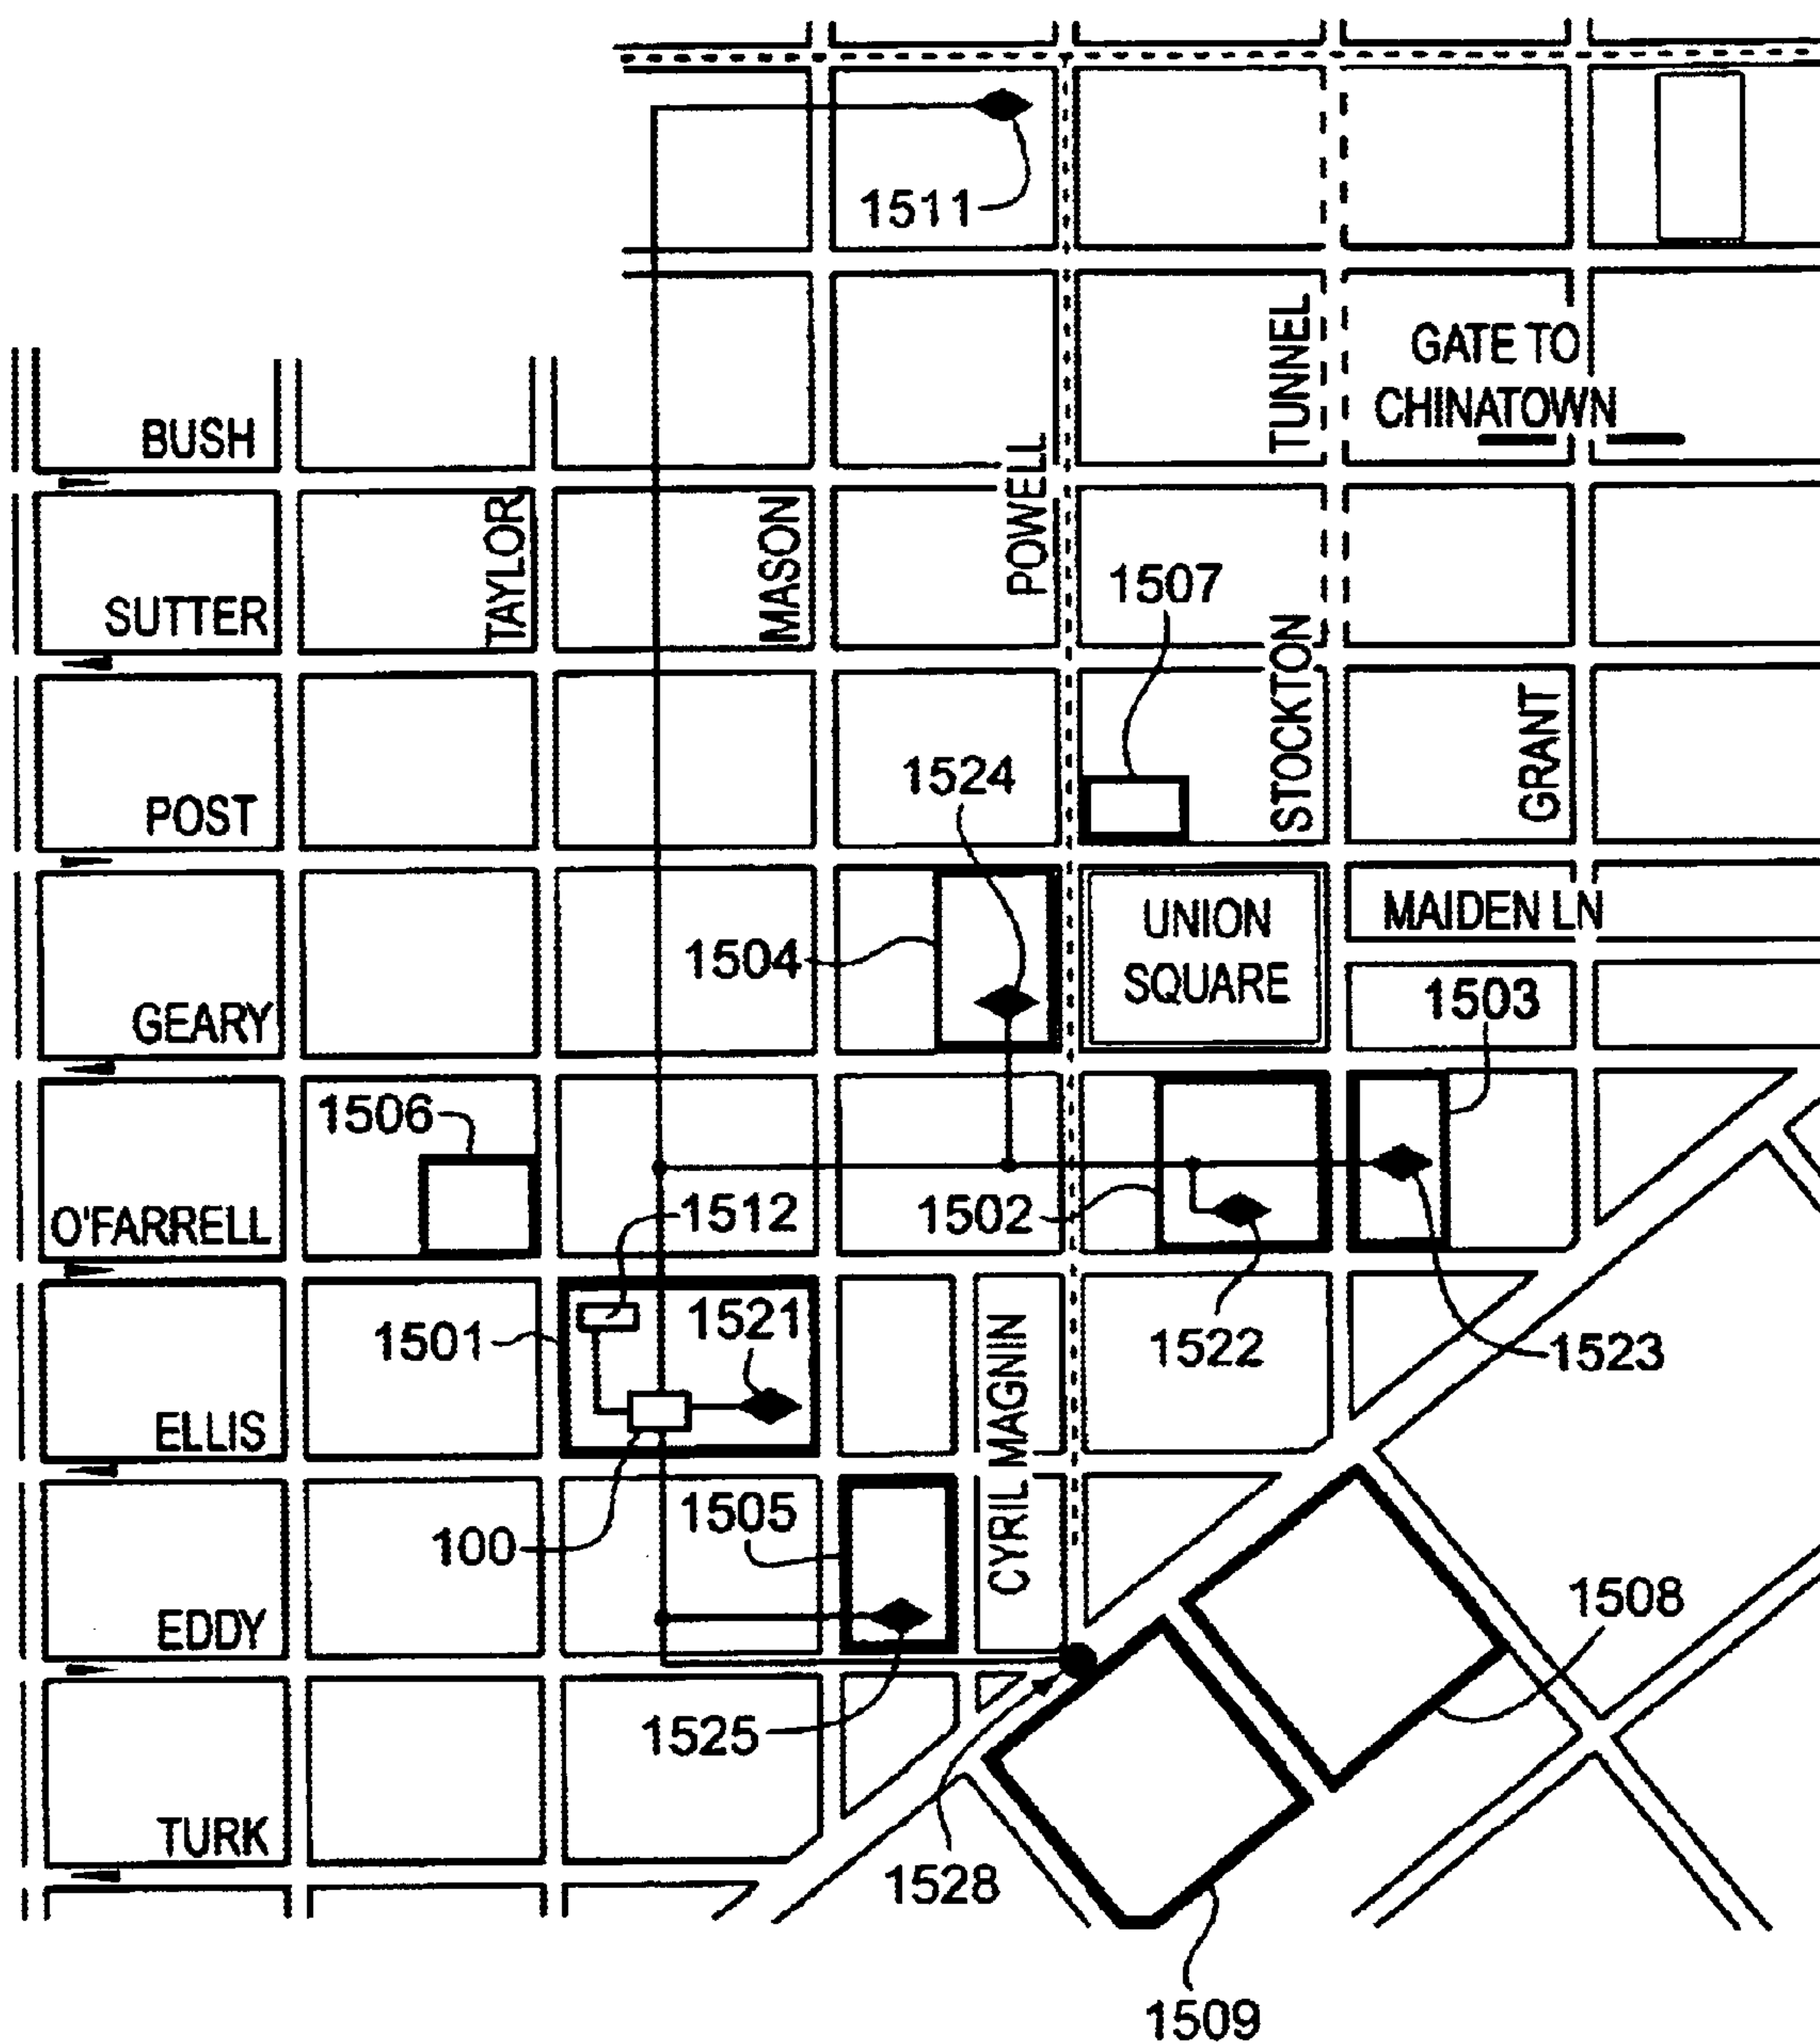 1511
TUNNEL
GATE TO
CHINATOWN
BUSH
TAYLOR
MASON
POWELL
1507
SUTTER
STOCKTON
GRANT
1524
POST
UNION
SQUARE
MAIDEN LN
1504
1503
GEARY
1506
1512
1502
O'FARRELL
1501
1521
1522
1523
CYRIL MAGNIN
ELLIS
1505
100
1508
EDDY
1525
TURK
1528
1509